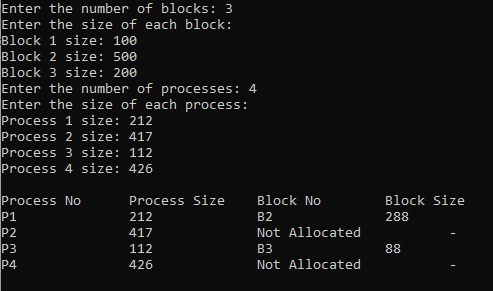 Enter the number of blocks: 3
Enter the size of each block:
Block 1 size: 100
Block 2 size: 500
Block 3 size: 200
Enter the number of processes: 4
Enter the size of each process:
Process 1 size: 212
Process 2 size: 417
Process 3 size: 112
Process 4 size: 426

Process No      Process Size    Block No        Block Size
P1              212             B2              288
P2              417             Not Allocated           -
P3              112             B3              88
P4              426             Not Allocated           -